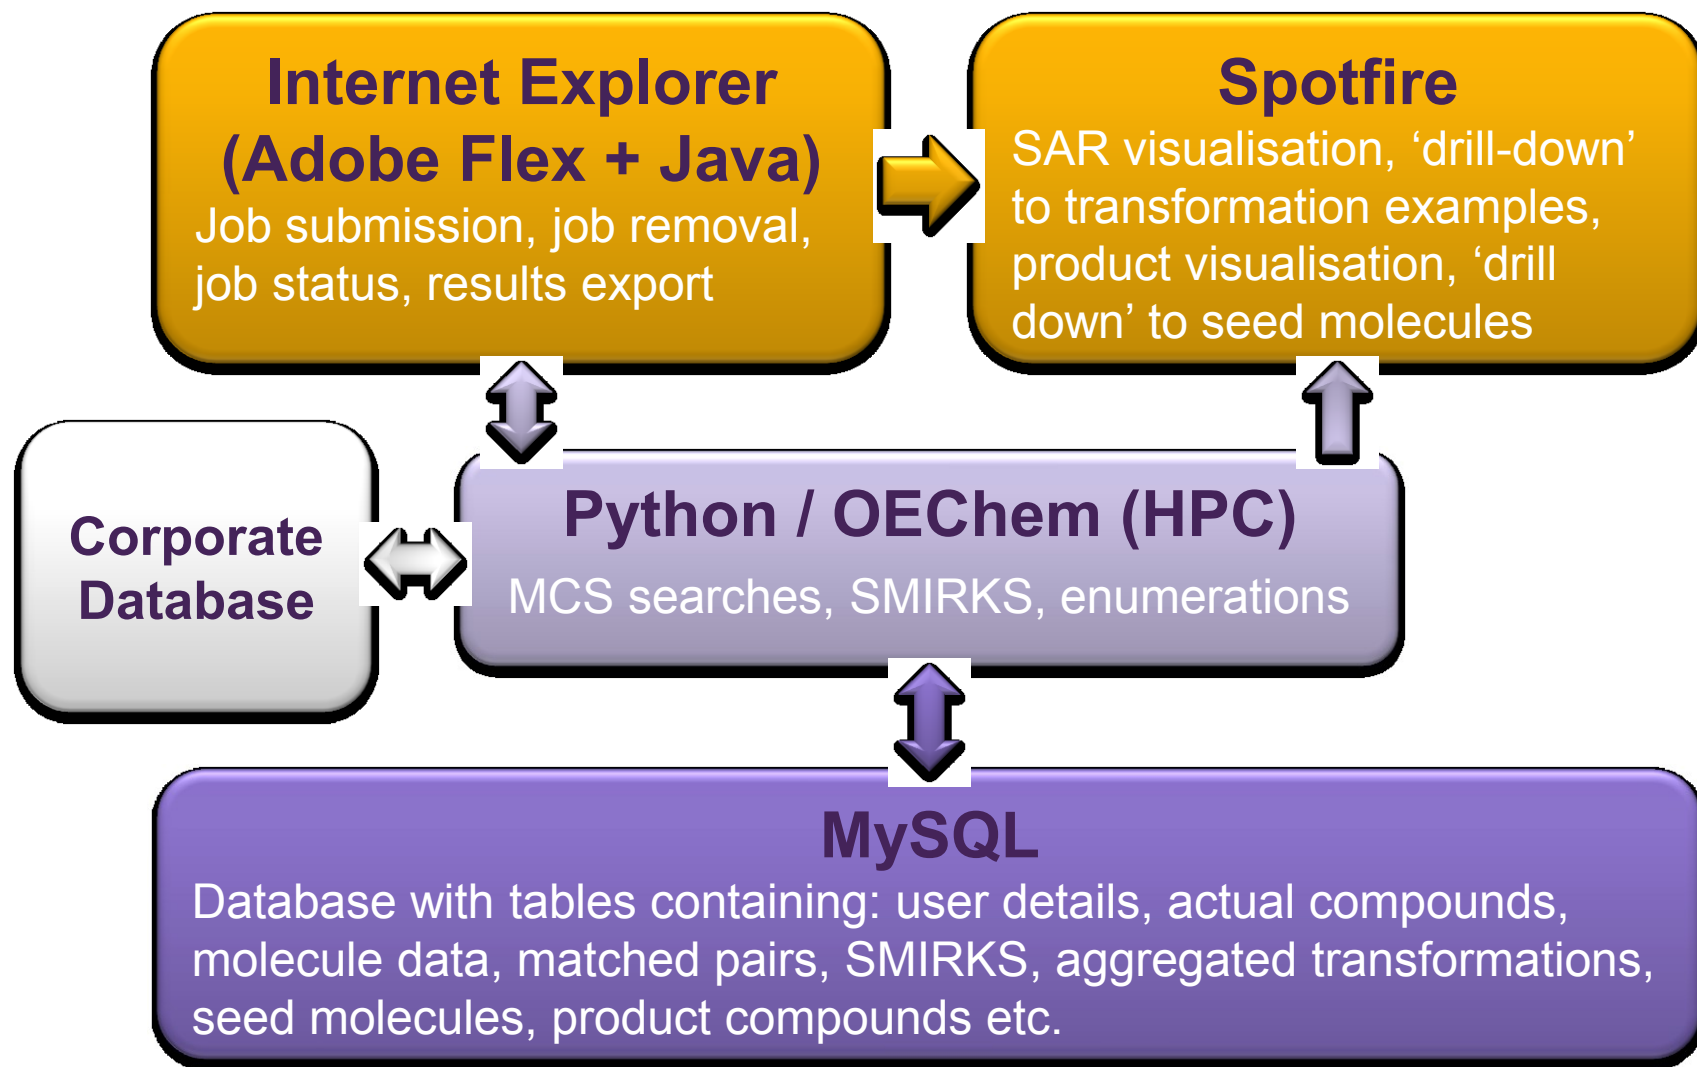 Internet Explorer
(Adobe Flex + Java)
Job submission, job removal,
job status, results export
Spotfire
SAR visualisation, ‘drill-down’
to transformation examples,
product visualisation, ‘drill
down’ to seed molecules
Corporate
Database
Python / OEChem (HPC)
MCS searches, SMIRKS, enumerations
MySQL
Database with tables containing: user details, actual compounds,
molecule data, matched pairs, SMIRKS, aggregated transformations,
seed molecules, product compounds etc.